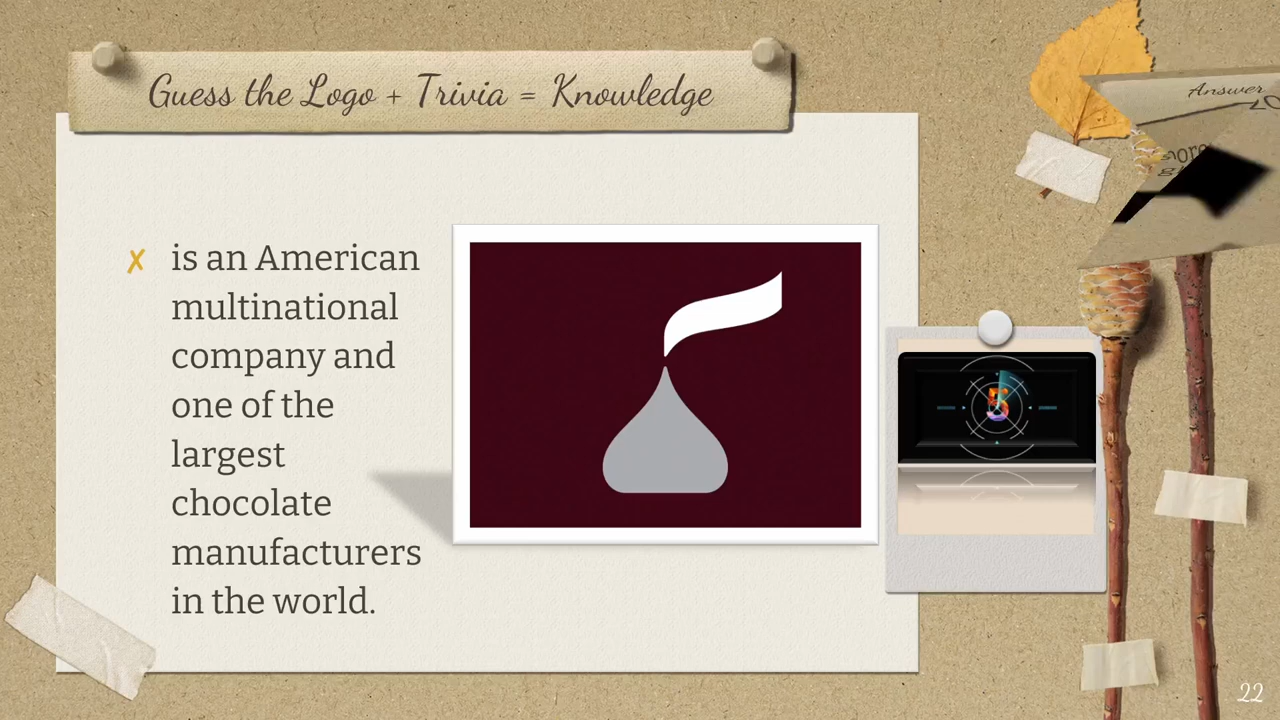 Guess the Logo + Trivia = Knowledge
Answer
✗ is an American
multinational
company and
one of the
largest
chocolate
manufacturers
in the world.
5
22